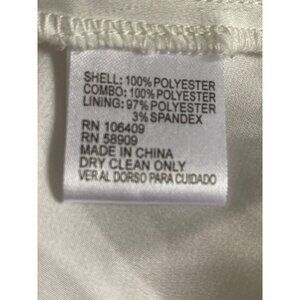 SHELL: 100% POLYESTER
COMBO: 100% POLYESTER
LINING: 97% POLYESTER
3% SPANDEX
RN 106409
RN 58909
MADE IN CHINA
DRY CLEAN ONLY
VER AL DORSO PARA CUIDADO